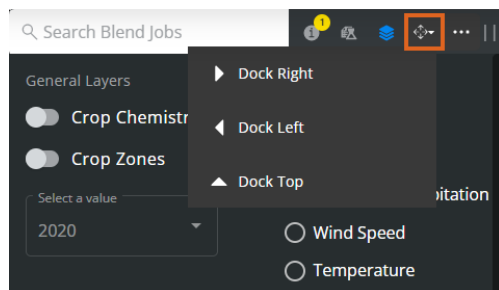 Search Blend Jobs
1
General Layers
Dock Right
Crop Chemistr
Dock Left
Crop Zones
Dock Top
Select a value
2020
oitation
Wind Speed
Temperature